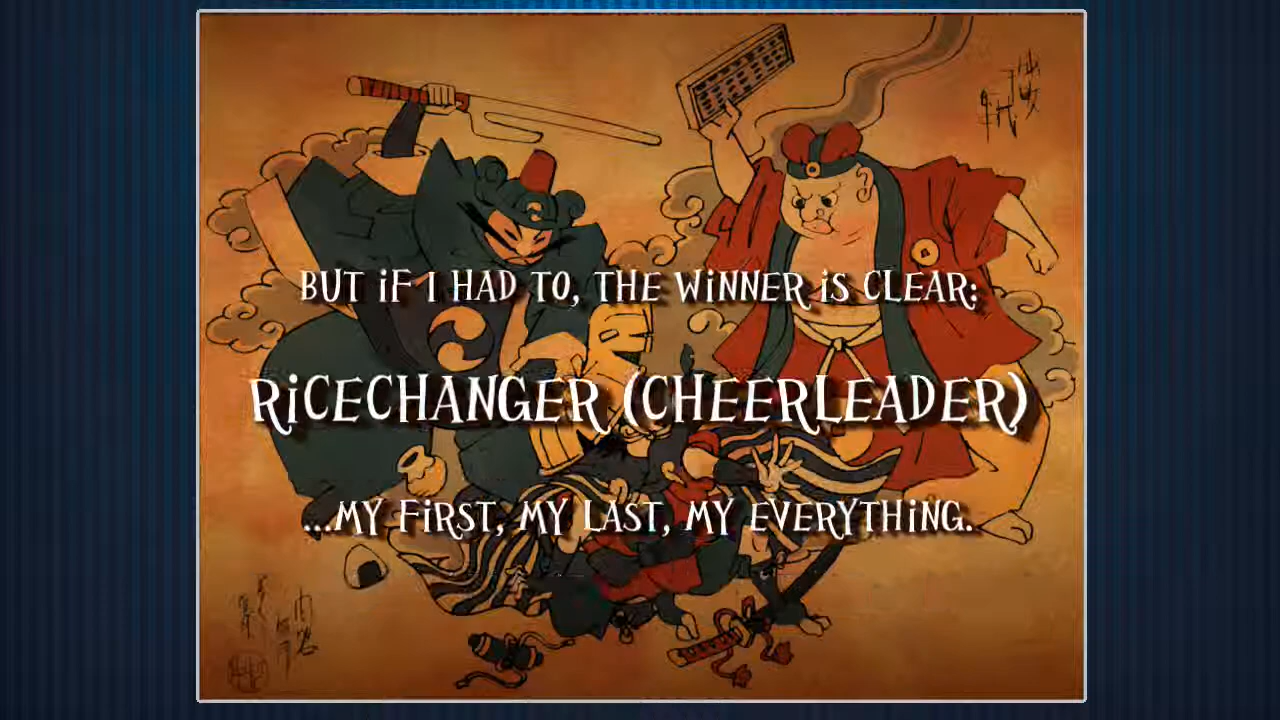 BUT IF I HAD TO, THE WINNER IS CLEAR:
RICECHANGER (CHEERLEADER)
...MY FIRST, MY LAST, MY EVERYTHING.